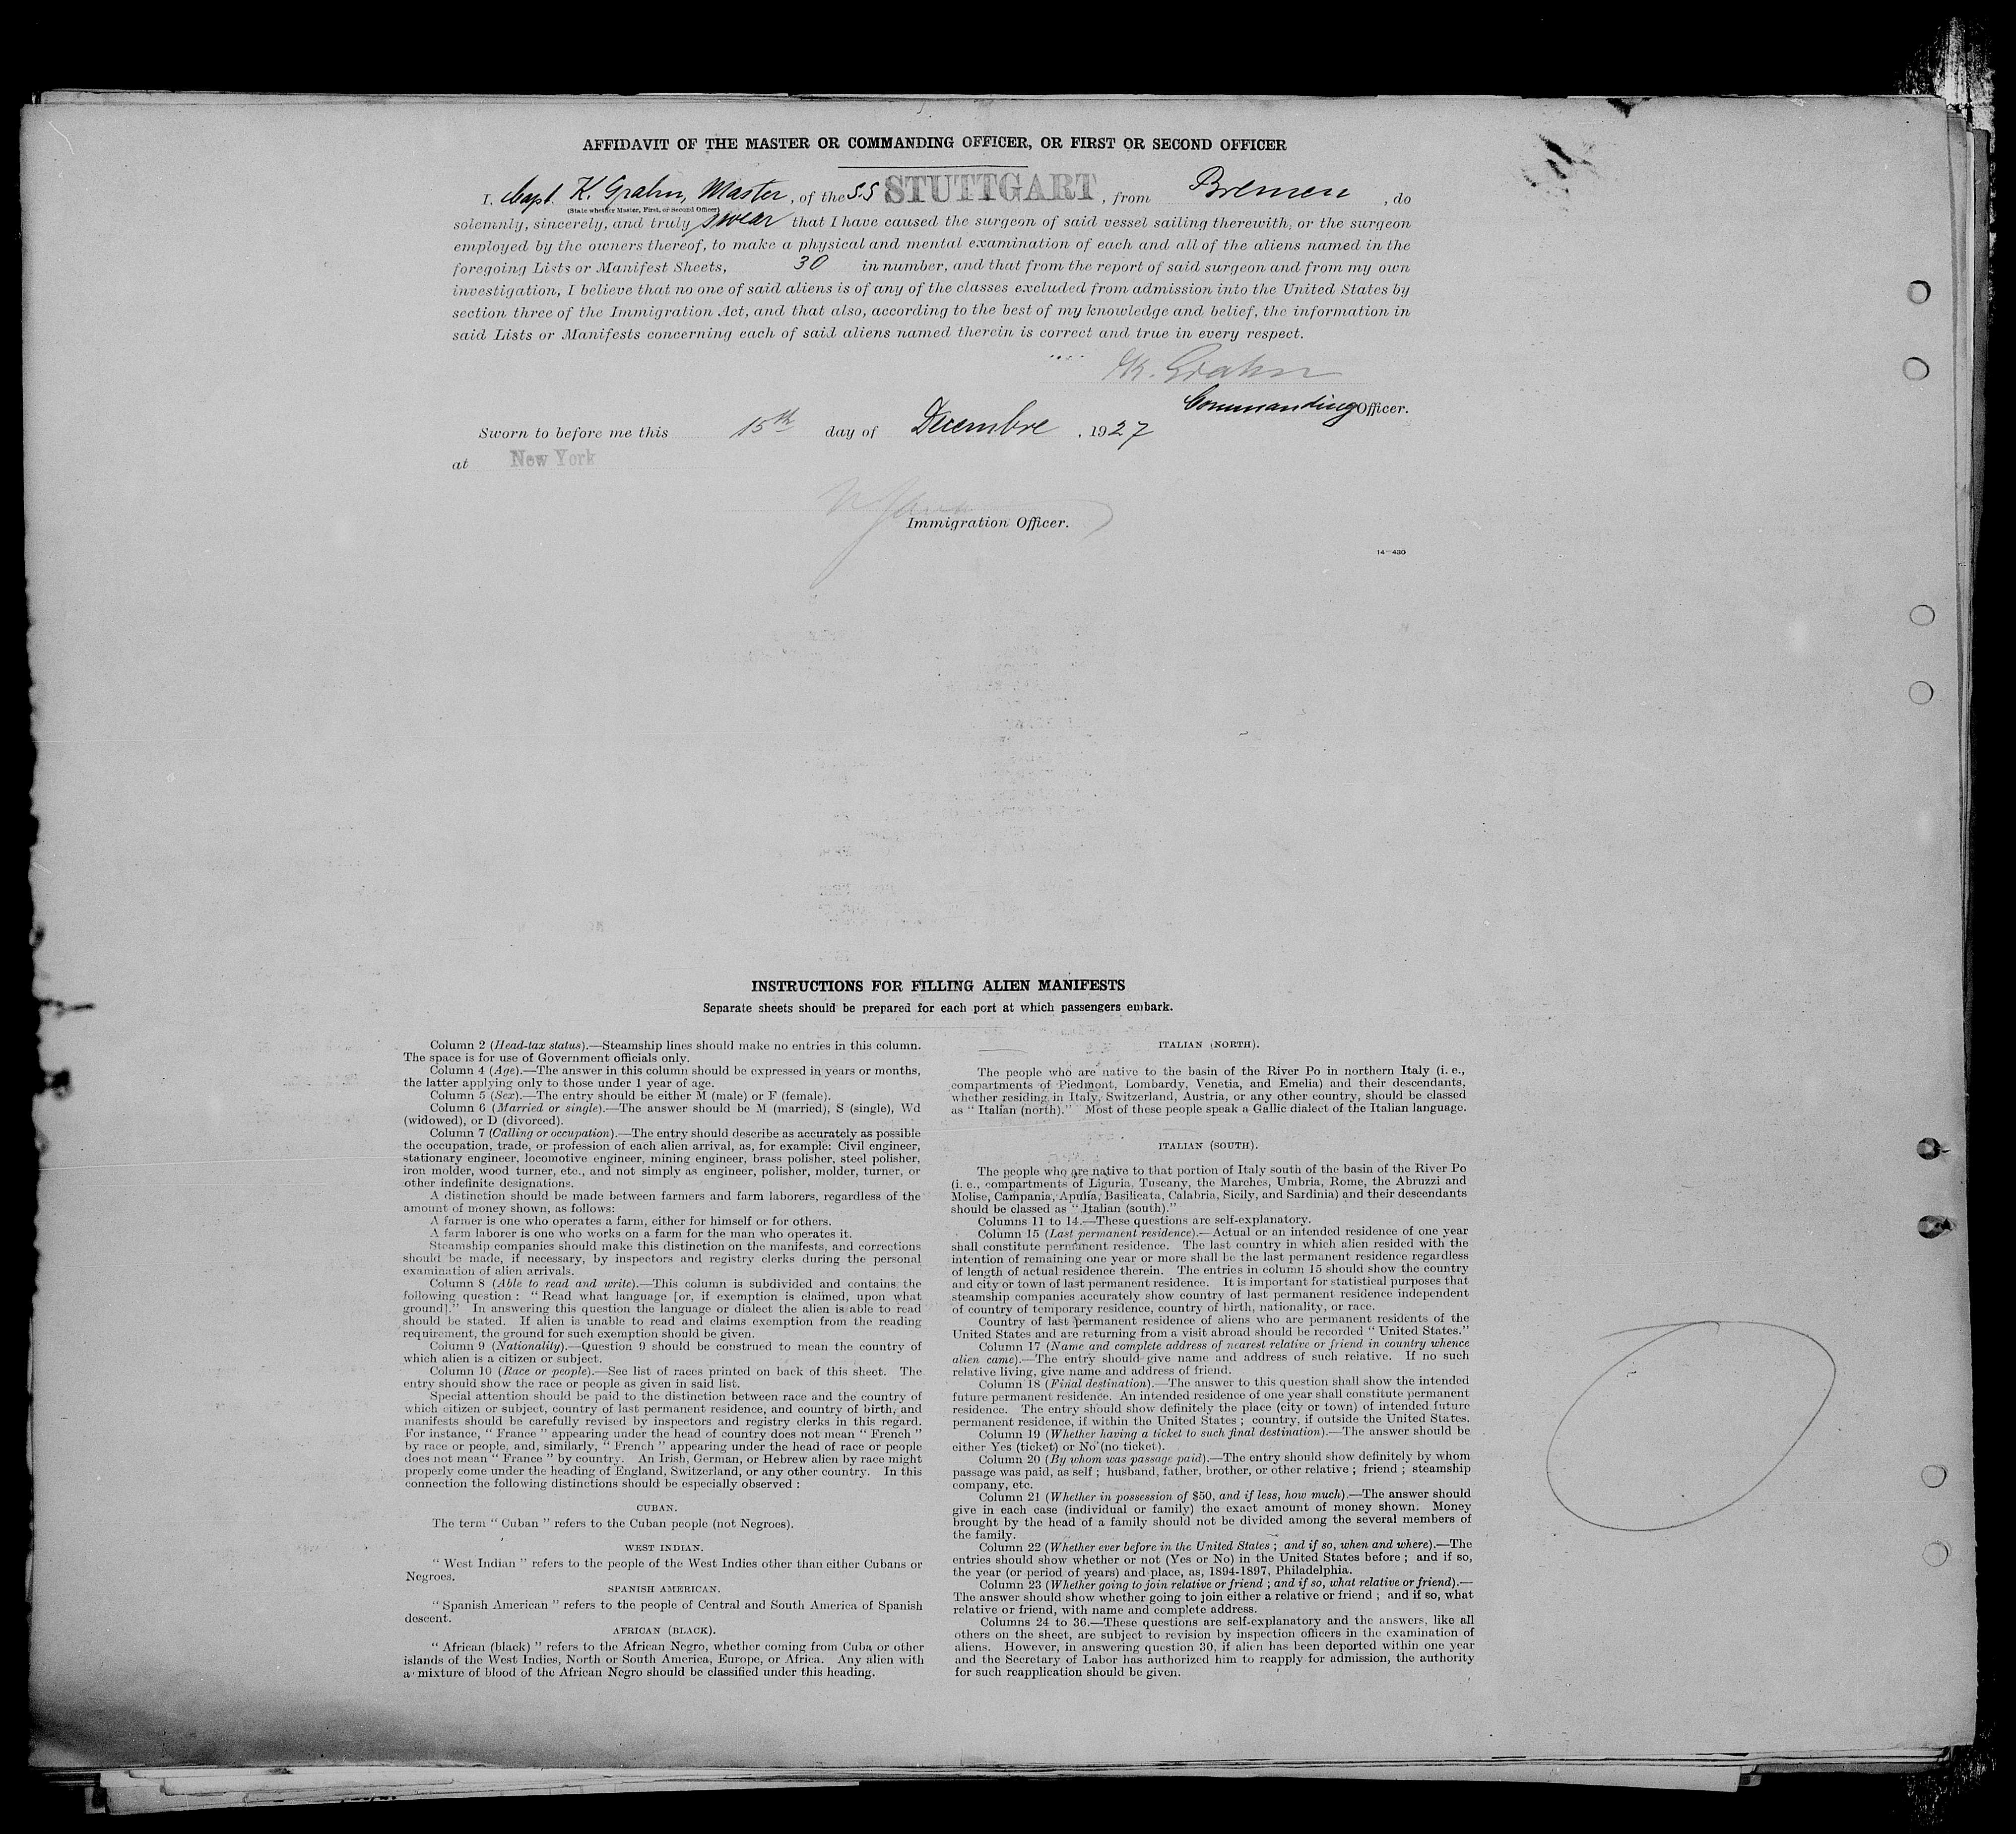 AFFIDAVIT OF THE MASTER OR COMMANDING OFFICER, OR FIRST OR SECOND OFFICER
I, Capt. K. Grahn, Master, of the S.S STUTTGART, from Bremen, do
(State whether Master, First, or Second Officer)
solemnly, sincerely, and truly swear that I have caused the surgeon of said vessel sailing therewith, or the surgeon
employed by the owners thereof, to make a physical and mental examination of each and all of the aliens named in the
foregoing Lists or Manifest Sheets, 30 in number, and that from the report of said surgeon and from my own
investigation, I believe that no one of said aliens is of any of the classes excluded from admission into the United States by
section three of the Immigration Act, and that also, according to the best of my knowledge and belief, the information in
said Lists or Manifests concerning each of said aliens named therein is correct and true in every respect.
K. Grahn
Commanding Officer.
Sworn to before me this 15th day of Decembre, 1927
at New York
Immigration Officer.
14—430
INSTRUCTIONS FOR FILLING ALIEN MANIFESTS
Separate sheets should be prepared for each port at which passengers embark.
Column 2 (Head-tax status).—Steamship lines should make no entries in this column.
The space is for use of Government officials only.
Column 4 (Age).—The answer in this column should be expressed in years or months,
the latter applying only to those under 1 year of age.
Column 5 (Sex).—The entry should be either M (male) or F (female).
Column 6 (Married or single).—The answer should be M (married), S (single), Wd
(widowed), or D (divorced).
Column 7 (Calling or occupation).—The entry should describe as accurately as possible
the occupation, trade, or profession of each alien arrival, as, for example: Civil engineer,
stationary engineer, locomotive engineer, mining engineer, brass polisher, steel polisher,
iron molder, wood turner, etc., and not simply as engineer, polisher, molder, turner, or
other indefinite designations.
A distinction should be made between farmers and farm laborers, regardless of the
amount of money shown, as follows:
A farmer is one who operates a farm, either for himself or for others.
A farm laborer is one who works on a farm for the man who operates it.
Steamship companies should make this distinction on the manifests, and corrections
should be made, if necessary, by inspectors and registry clerks during the personal
examination of alien arrivals.
Column 8 (Able to read and write).—This column is subdivided and contains the
following question: "Read what language [or, if exemption is claimed, upon what
ground]." In answering this question the language or dialect the alien is able to read
should be stated. If alien is unable to read and claims exemption from the reading
requirement, the ground for such exemption should be given.
Column 9 (Nationality).—Question 9 should be construed to mean the country of
which alien is a citizen or subject.
Column 10 (Race or people).—See list of races printed on back of this sheet. The
entry should show the race or people as given in said list.
Special attention should be paid to the distinction between race and the country of
which citizen or subject, country of last permanent residence, and country of birth, and
manifests should be carefully revised by inspectors and registry clerks in this regard.
For instance, "France" appearing under the head of country does not mean "French"
by race or people, and, similarly, "French" appearing under the head of race or people
does not mean "France" by country. An Irish, German, or Hebrew alien by race might
properly come under the heading of England, Switzerland, or any other country. In this
connection the following distinctions should be especially observed:
CUBAN.
The term "Cuban" refers to the Cuban people (not Negroes).
WEST INDIAN.
"West Indian" refers to the people of the West Indies other than either Cubans or
Negroes.
SPANISH AMERICAN.
"Spanish American" refers to the people of Central and South America of Spanish
descent.
AFRICAN (BLACK).
"African (black)" refers to the African Negro, whether coming from Cuba or other
islands of the West Indies, North or South America, Europe, or Africa. Any alien with
a mixture of blood of the African Negro should be classified under this heading.
ITALIAN (NORTH).
The people who are native to the basin of the River Po in northern Italy (i. e.,
compartments of Piedmont, Lombardy, Venetia, and Emelia) and their descendants,
whether residing in Italy, Switzerland, Austria, or any other country, should be classed
as "Italian (north)." Most of these people speak a Gallic dialect of the Italian language.
ITALIAN (SOUTH).
The people who are native to that portion of Italy south of the basin of the River Po
(i. e., compartments of Liguria, Tuscany, the Marches, Umbria, Rome, the Abruzzi and
Molise, Campania, Apulia, Basilicata, Calabria, Sicily, and Sardinia) and their descendants
should be classed as "Italian (south)."
Columns 11 to 14.—These questions are self-explanatory.
Column 15 (Last permanent residence).—Actual or an intended residence of one year
shall constitute permanent residence. The last country in which alien resided with the
intention of remaining one year or more shall be the last permanent residence regardless
of length of actual residence therein. The entries in column 15 should show the country
and city or town of last permanent residence. It is important for statistical purposes that
steamship companies accurately show country of last permanent residence independent
of country of temporary residence, country of birth, nationality, or race.
Country of last permanent residence of aliens who are permanent residents of the
United States and are returning from a visit abroad should be recorded "United States."
Column 17 (Name and complete address of nearest relative or friend in country whence
alien came).—The entry should give name and address of such relative. If no such
relative living, give name and address of friend.
Column 18 (Final destination).—The answer to this question shall show the intended
future permanent residence. An intended residence of one year shall constitute permanent
residence. The entry should show definitely the place (city or town) of intended future
permanent residence, if within the United States; country, if outside the United States.
Column 19 (Whether having a ticket to such final destination).—The answer should be
either Yes (ticket) or No (no ticket).
Column 20 (By whom was passage paid).—The entry should show definitely by whom
passage was paid, as self; husband, father, brother, or other relative; friend; steamship
company, etc.
Column 21 (Whether in possession of $50, and if less, how much).—The answer should
give in each case (individual or family) the exact amount of money shown. Money
brought by the head of a family should not be divided among the several members of
the family.
Column 22 (Whether ever before in the United States; and if so, when and where).—The
entries should show whether or not (Yes or No) in the United States before; and if so,
the year (or period of years) and place, as, 1894-1897, Philadelphia.
Column 23 (Whether going to join relative or friend; and if so, what relative or friend).—
The answer should show whether going to join either a relative or friend; and if so, what
relative or friend, with name and complete address.
Columns 24 to 36.—These questions are self-explanatory and the answers, like all
others on the sheet, are subject to revision by inspection officers in the examination of
aliens. However, in answering question 30, if alien has been deported within one year
and the Secretary of Labor has authorized him to reapply for admission, the authority
for such reapplication should be given.